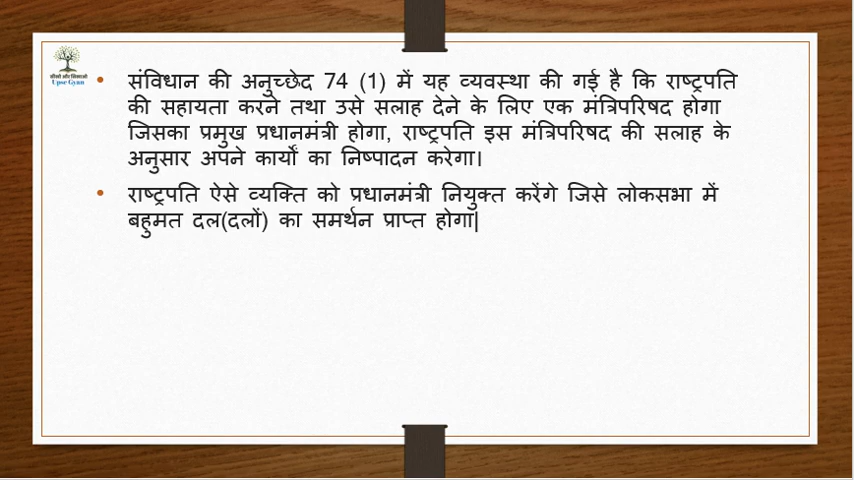 सीखो और सिखाओ
Upsc Gyan
संविधान की अनुच्छेद 74 (1) में यह व्यवस्था की गई है कि राष्ट्रपति
की सहायता करने तथा उसे सलाह देने के लिए एक मंत्रिपरिषद होगा
जिसका प्रमुख प्रधानमंत्री होगा, राष्ट्रपति इस मंत्रिपरिषद की सलाह के
अनुसार अपने कार्यों का निष्पादन करेगा।
राष्ट्रपति ऐसे व्यक्ति को प्रधानमंत्री नियुक्त करेंगे जिसे लोकसभा में
बहुमत दल(दलों) का समर्थन प्राप्त होगा|